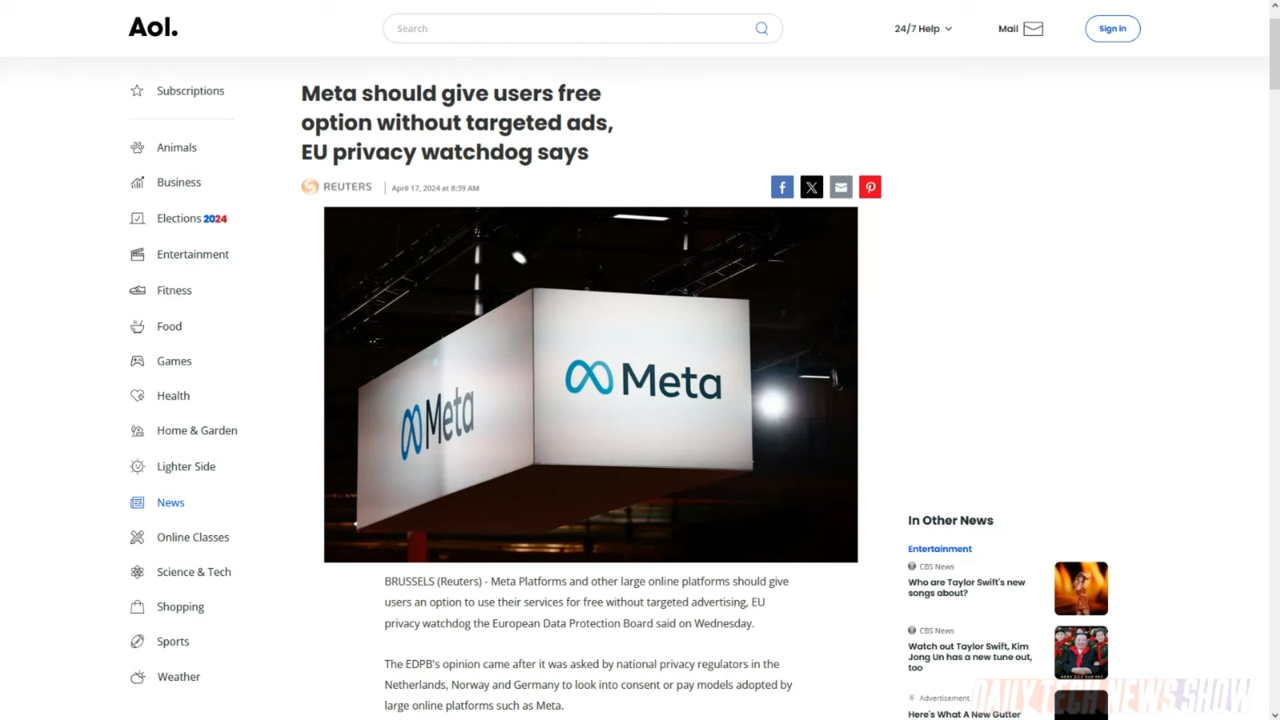 Aol.
Search
24/7 Help
Mail
Sign in
Subscriptions
Animals
Business
Elections 2024
Entertainment
Fitness
Food
Games
Health
Home & Garden
Lighter Side
News
Online Classes
Science & Tech
Shopping
Sports
Weather
Meta should give users free
option without targeted ads,
EU privacy watchdog says
REUTERS
April 17, 2024 at 8:39 AM
Meta
Meta
BRUSSELS (Reuters) - Meta Platforms and other large online platforms should give
users an option to use their services for free without targeted advertising, EU
privacy watchdog the European Data Protection Board said on Wednesday.
The EDPB's opinion came after it was asked by national privacy regulators in the
Netherlands, Norway and Germany to look into consent or pay models adopted by
large online platforms such as Meta.
In Other News
Entertainment
CBS News
Who are Taylor Swift's new
songs about?
CBS News
Watch out Taylor Swift, Kim
Jong Un has a new tune out,
too
Advertisement
Here's What A New Gutter
DAILY TECH NEWS SHOW